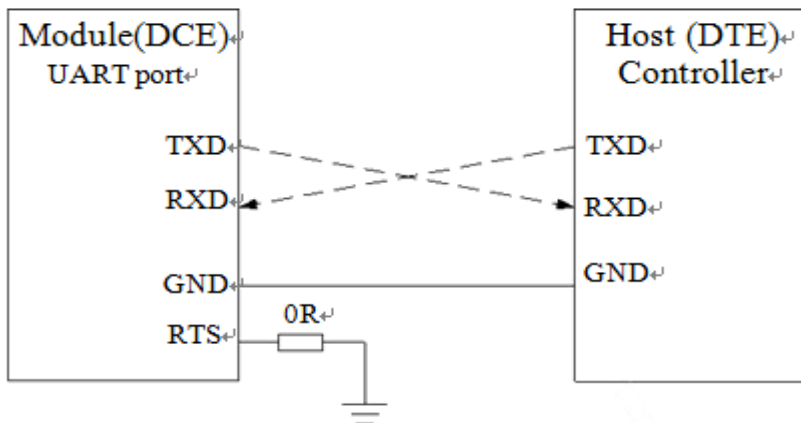 Module(DCE)↵
UART port↵
TXD↵
RXD↵
GND↵
RTS↵
0R↵
Host (DTE)↵
Controller↵
TXD↵
RXD↵
GND↵